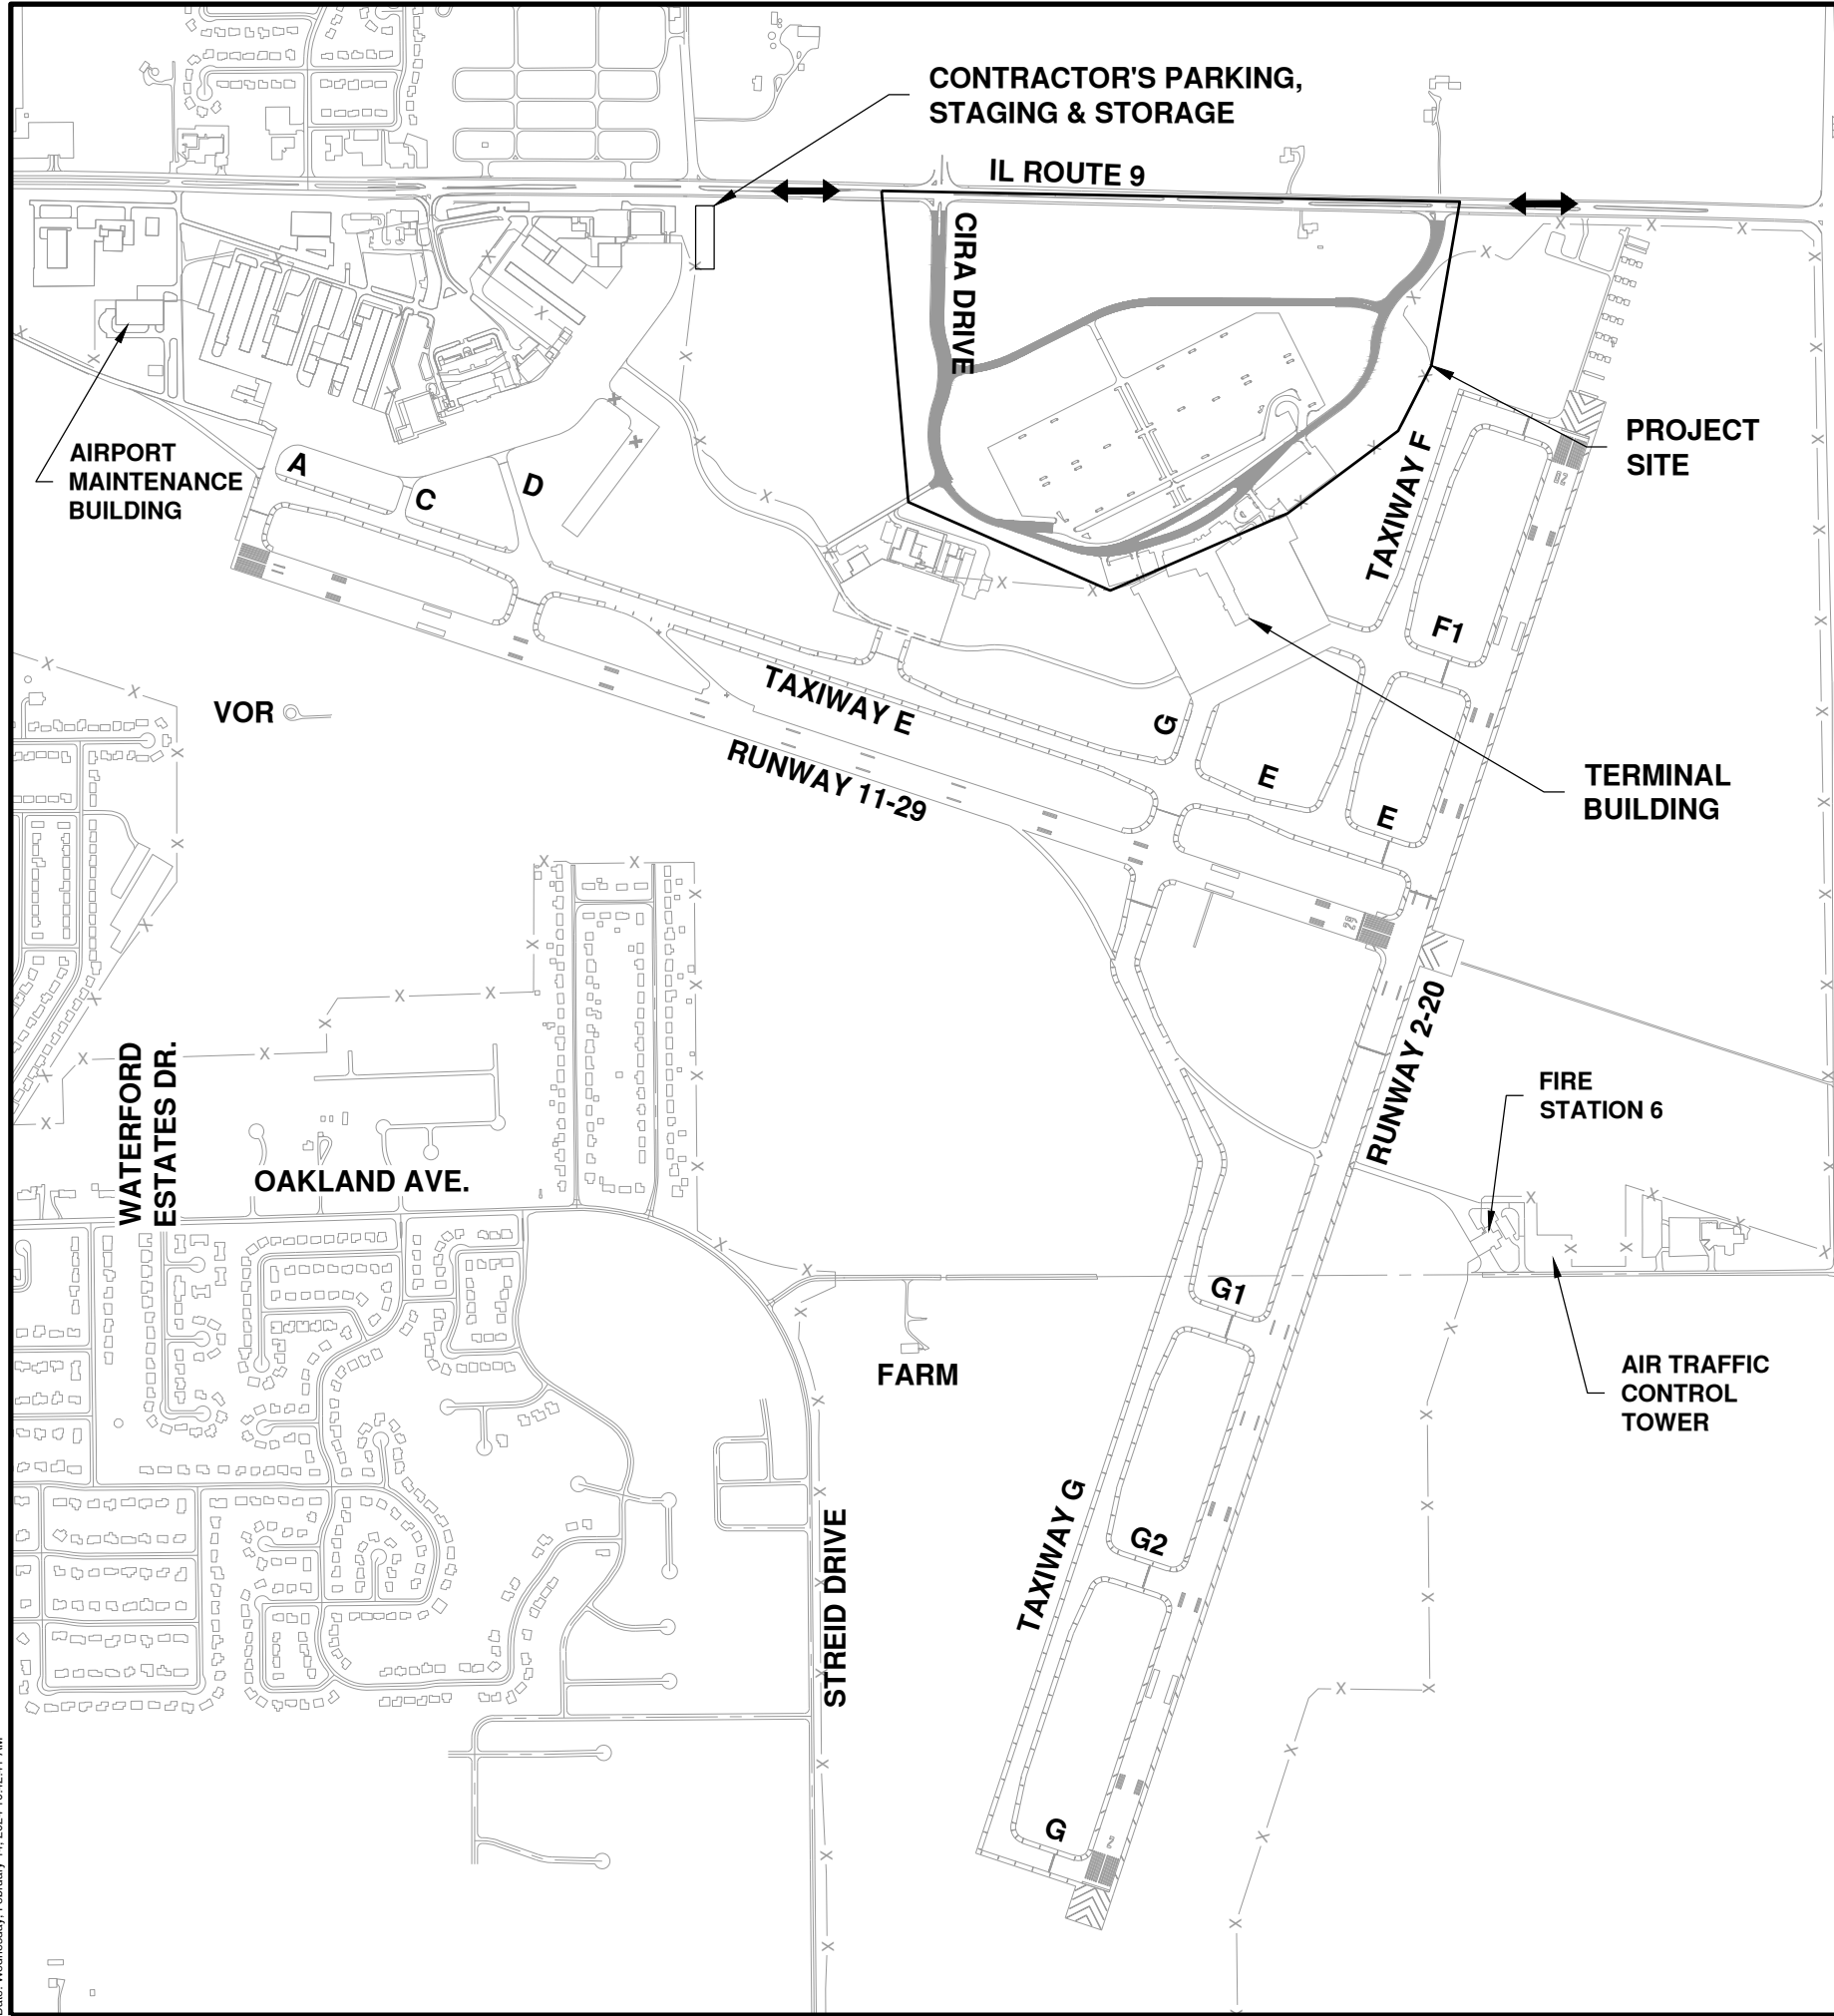 CONTRACTOR'S PARKING,
STAGING & STORAGE
IL ROUTE 9
CIRA DRIVE
PROJECT
SITE
AIRPORT
MAINTENANCE
BUILDING
A
C
D
TAXIWAY F
F1
VOR
TAXIWAY E
RUNWAY 11-29
G
E
E
TERMINAL
BUILDING
29
RUNWAY 2-20
FIRE
STATION 6
WATERFORD
ESTATES DR.
OAKLAND AVE.
G1
FARM
AIR TRAFFIC
CONTROL
TOWER
TAXIWAY G
G2
STREID DRIVE
G
2